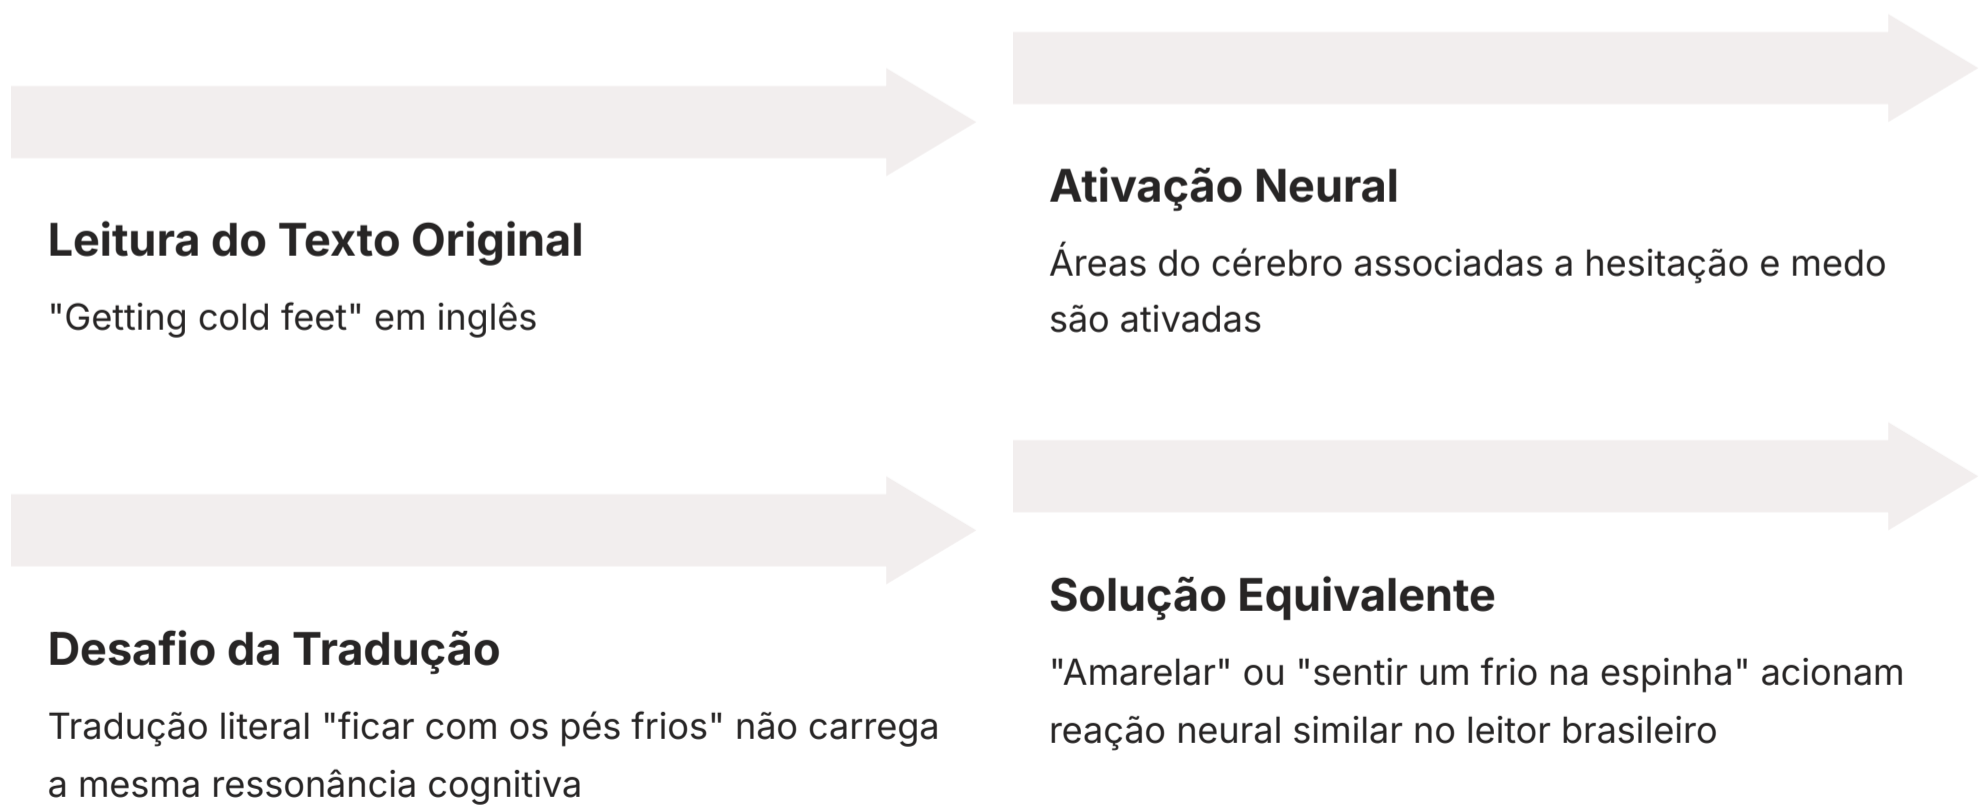 Leitura do Texto Original
"Getting cold feet" em inglês
Ativação Neural
Áreas do cérebro associadas a hesitação e medo
são ativadas
Desafio da Tradução
Tradução literal "ficar com os pés frios" não carrega
a mesma ressonância cognitiva
Solução Equivalente
"Amarelar" ou "sentir um frio na espinha" acionam
reação neural similar no leitor brasileiro